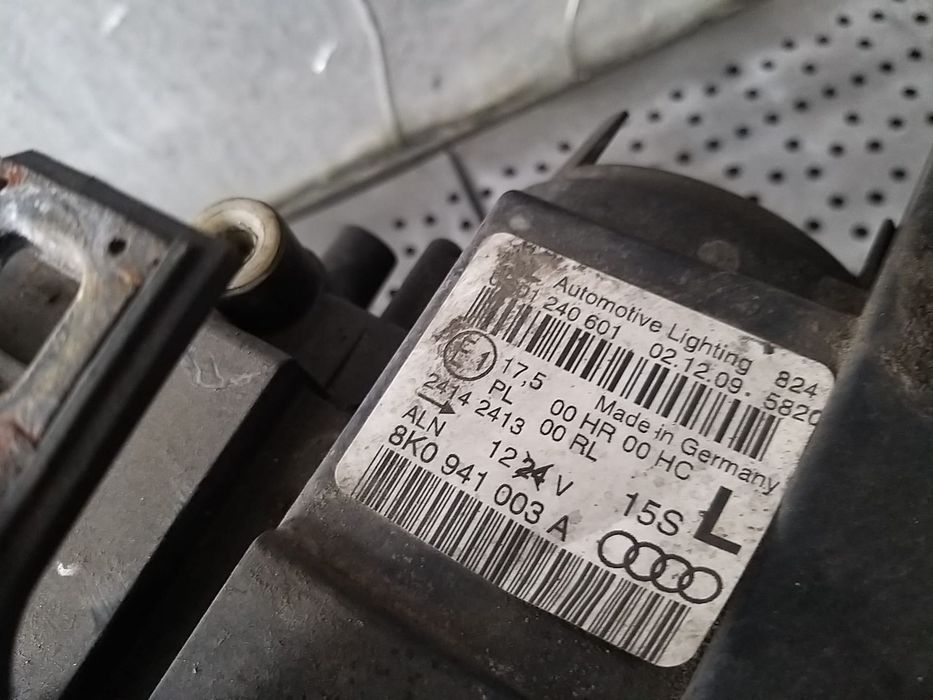 Automotive Lighting 824
240 601 02.12.09. 5820
Made in Germany
E1 17,5 00 HR 00 HC
PL 00 RL
2414 2413
→
ALN 12 24 V 15S L
8K0 941 003 A